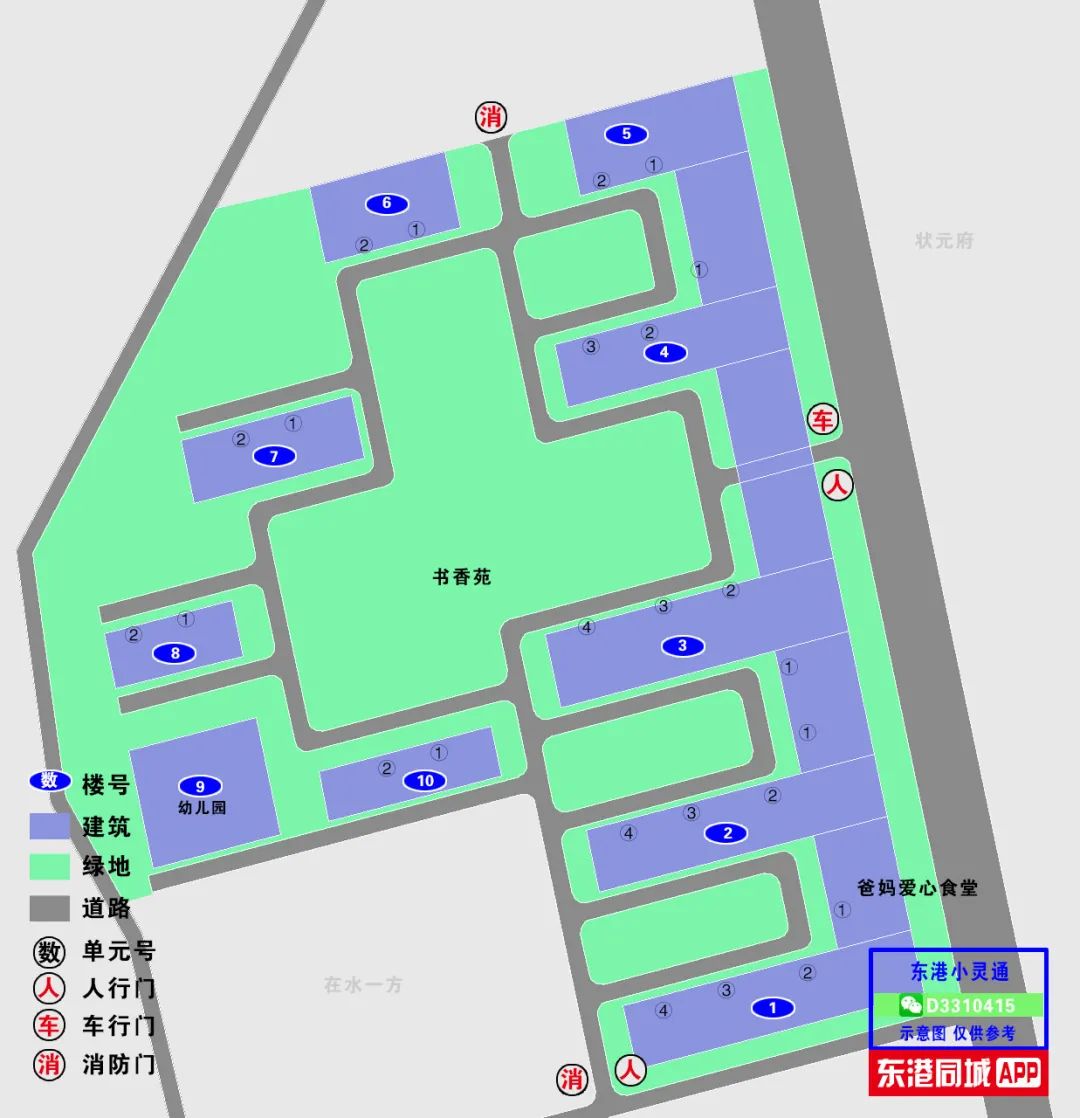 消
5
1
2
6
1
2
状元府
1
2
3
4
车
1
2
7
人
书香苑
2
3
4
3
1
2
8
1
1
1
2
10
9
幼儿园
2
3
4
2
爸妈爱心食堂
1
2
3
4
1
在水一方
消
人
数 楼号
建筑
绿地
道路
数 单元号
人 人行门
车 车行门
消 消防门
东港小灵通
D3310415
示意图 仅供参考
东港同城APP